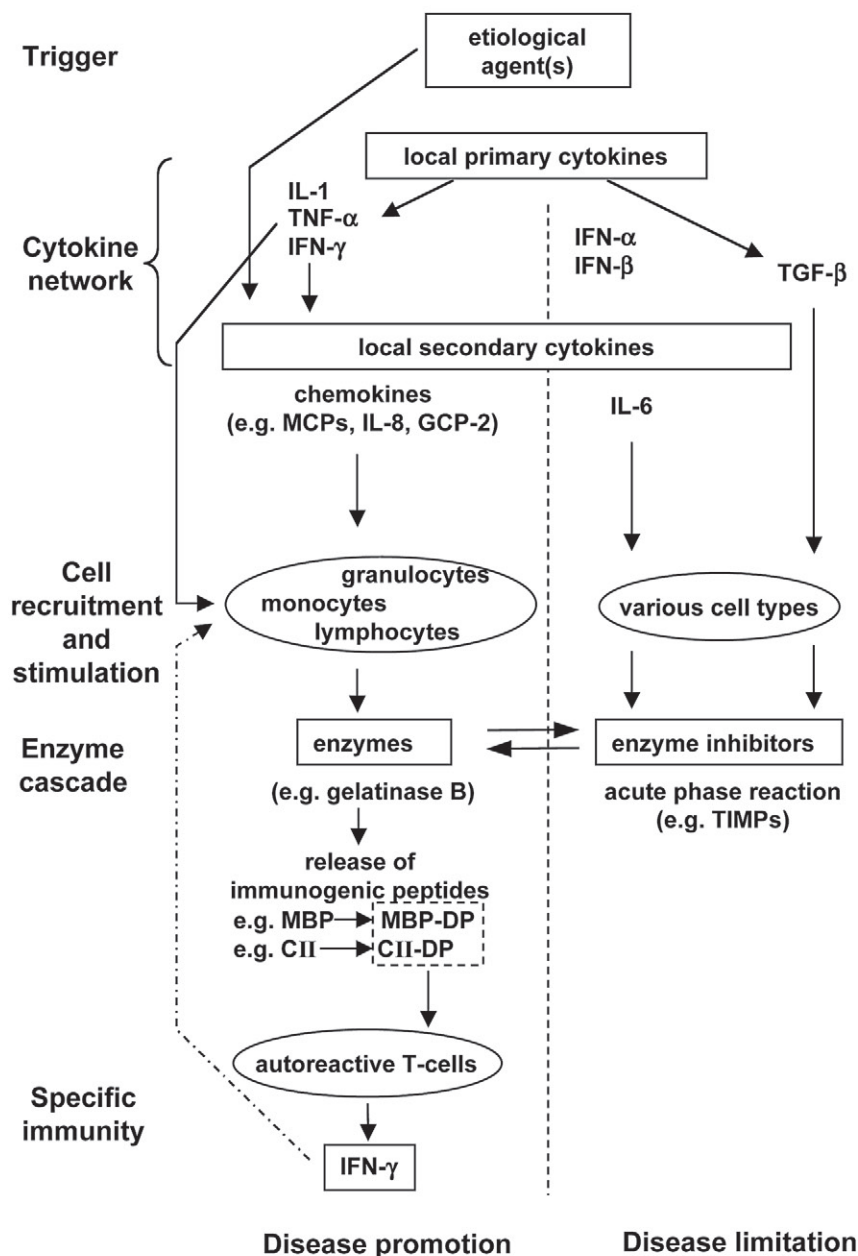 Trigger
etiological
agent(s)
local primary cytokines
Cytokine
network
IL-1
TNF-α
IFN-γ
IFN-α
IFN-β
TGF-β
local secondary cytokines
chemokines
(e.g. MCPs, IL-8, GCP-2)
IL-6
Cell
recruitment
and
stimulation
granulocytes
monocytes
lymphocytes
various cell types
Enzyme
cascade
enzymes
enzyme inhibitors
(e.g. gelatinase B)
acute phase reaction
(e.g. TIMPs)
release of
immunogenic peptides
e.g. MBP MBP-DP
e.g. CII CII-DP
autoreactive T-cells
Specific
immunity
IFN-γ
Disease promotion
Disease limitation